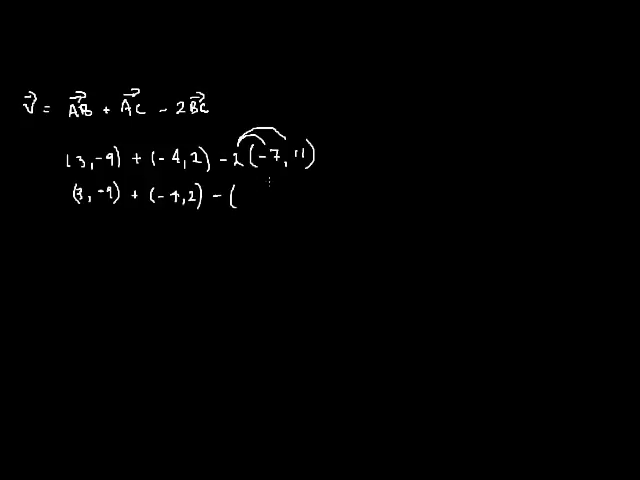 V⃗ = AB⃗ + AC⃗ - 2BC⃗
(3, -9) + (-4, 2) - 2(-7, 11)
(3, -9) + (-4, 2) - (